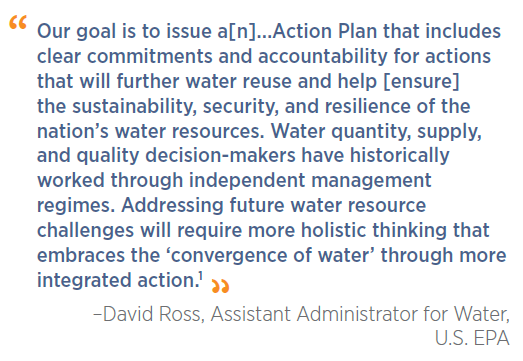 “ Our goal is to issue a[n]...Action Plan that includes
clear commitments and accountability for actions
that will further water reuse and help [ensure]
the sustainability, security, and resilience of the
nation’s water resources. Water quantity, supply,
and quality decision-makers have historically
worked through independent management
regimes. Addressing future water resource
challenges will require more holistic thinking that
embraces the ‘convergence of water’ through more
integrated action.¹ ”
–David Ross, Assistant Administrator for Water,
U.S. EPA